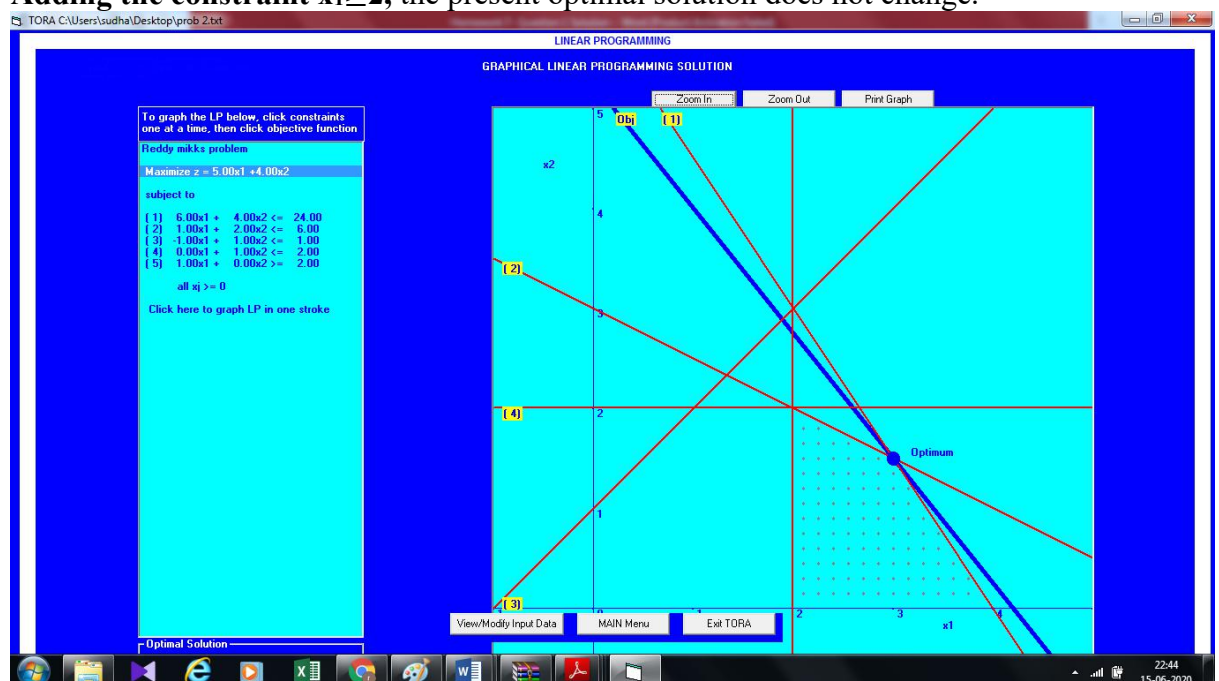 Adding the constraint x₁≥2, the present optimal solution does not change.
TORA C:\Users\sudha\Desktop\prob 2.txt
LINEAR PROGRAMMING
GRAPHICAL LINEAR PROGRAMMING SOLUTION
Zoom In Zoom Out Print Graph
To graph the LP below, click constraints
one at a time, then click objective function
Reddy mikks problem
Maximize z = 5.00x1 +4.00x2
subject to
( 1) 6.00x1 + 4.00x2 <= 24.00
( 2) 1.00x1 + 2.00x2 <= 6.00
( 3) -1.00x1 + 1.00x2 <= 1.00
( 4) 0.00x1 + 1.00x2 <= 2.00
( 5) 1.00x1 + 0.00x2 >= 2.00
all xj >= 0
Click here to graph LP in one stroke
Optimal Solution
5 Obj ( 1)
x2
4
( 2)
3
( 4) 2
Optimum
1
( 3)
2 3 4
x1
View/Modify Input Data MAIN Menu Exit TORA
22:44
15-06-2020